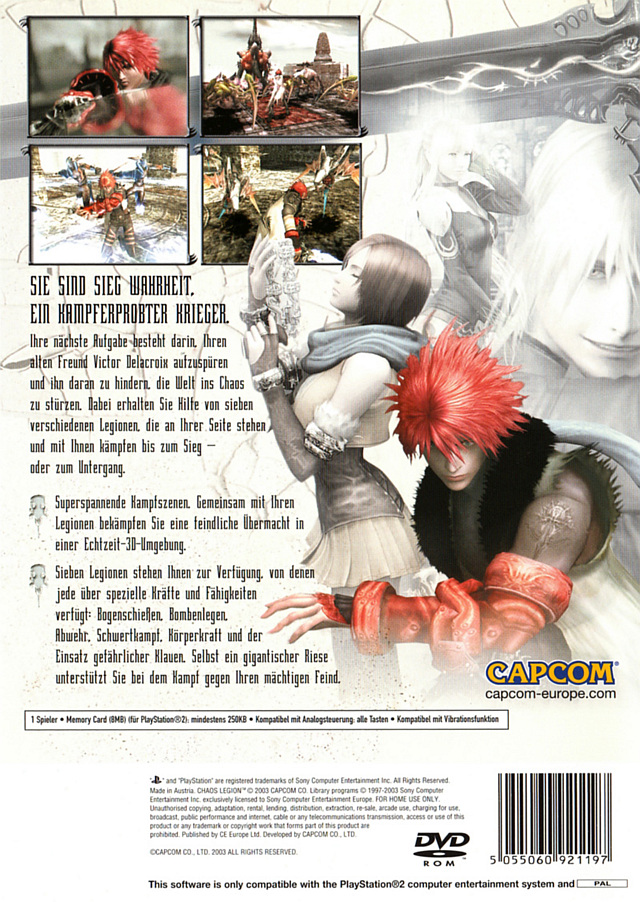 SIE SIND SIEG WAHRHEIT,
EIN KAMPFERPROBTER KRIEGER.
Ihre nächste Aufgabe besteht darin, Ihren
alten Freund Victor Delacroix aufzuspüren
und ihn daran zu hindern, die Welt ins Chaos
zu stürzen. Dabei erhalten Sie Hilfe von sieben
verschiedenen Legionen, die an Ihrer Seite stehen
und mit Ihnen kämpfen bis zum Sieg –
oder zum Untergang.
Superspannende Kampfszenen. Gemeinsam mit Ihren
Legionen bekämpfen Sie eine feindliche Übermacht in
einer Echtzeit-3D-Umgebung.
Sieben Legionen stehen Ihnen zur Verfügung, von denen
jede über spezielle Kräfte und Fähigkeiten
verfügt: Bogenschießen, Bombenlegen,
Abwehr, Schwertkampf, Körperkraft und der
Einsatz gefährlicher Klauen. Selbst ein gigantischer Riese
unterstützt Sie bei dem Kampf gegen Ihren mächtigen Feind.
CAPCOM®
capcom-europe.com
1 Spieler • Memory Card (8MB) (für PlayStation®2): mindestens 250KB • Kompatibel mit Analogsteuerung: alle Tasten • Kompatibel mit Vibrationsfunktion
" " and "PlayStation" are registered trademarks of Sony Computer Entertainment Inc. All Rights Reserved.
Made in Austria. CHAOS LEGION™ © 2003 CAPCOM CO. Library programs © 1997-2003 Sony Computer
Entertainment Inc. exclusively licensed to Sony Computer Entertainment Europe. FOR HOME USE ONLY.
Unauthorised copying, adaptation, rental, lending, distribution, extraction, re-sale, arcade use, charging for use,
broadcast, public performance and internet, cable or any telecommunications transmission, access or use of this
product or any trademark or copyright work that forms part of this product are
prohibited. Published by CE Europe Ltd. Developed by CAPCOM CO., LTD.
©CAPCOM CO., LTD. 2003 ALL RIGHTS RESERVED.
DVD
ROM
5 055060 921197
This software is only compatible with the PlayStation®2 computer entertainment system and PAL